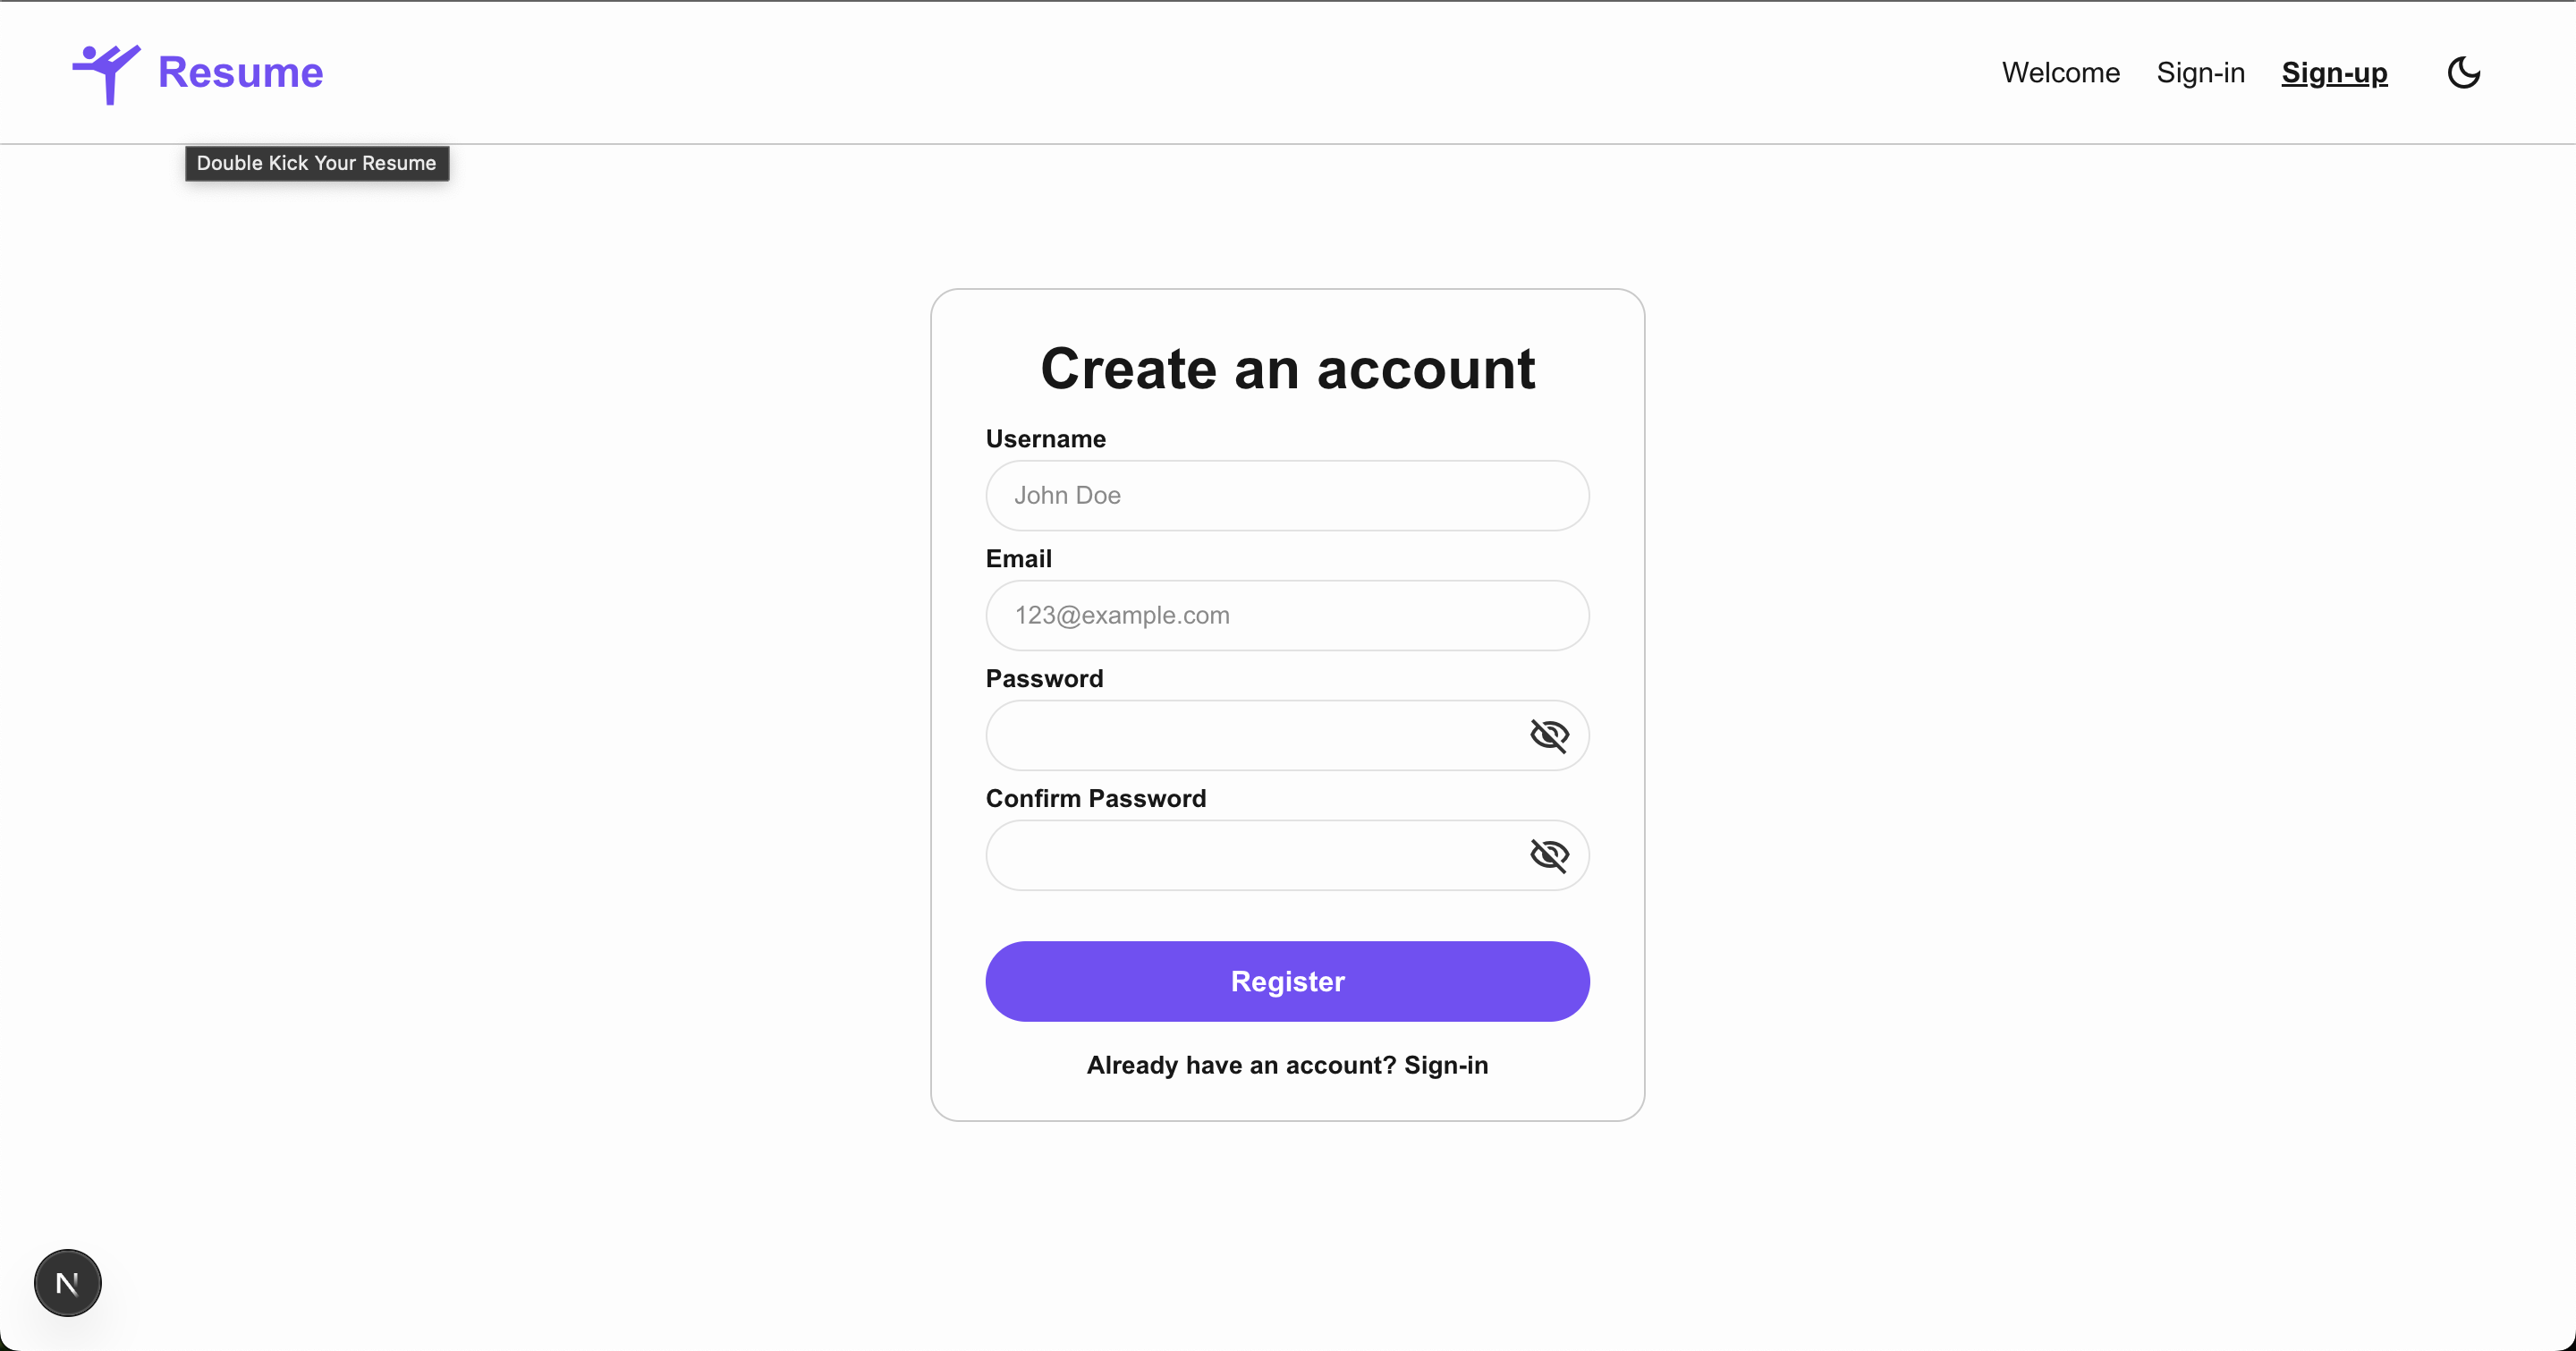 Resume
Welcome Sign-in Sign-up
Double Kick Your Resume
Create an account
Username
John Doe
Email
123@example.com
Password
Confirm Password
Register
Already have an account? Sign-in
N